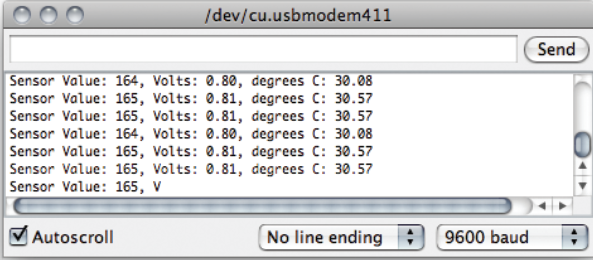 /dev/cu.usbmodem411
Send
Sensor Value: 164, Volts: 0.80, degrees C: 30.08
Sensor Value: 165, Volts: 0.81, degrees C: 30.57
Sensor Value: 165, Volts: 0.81, degrees C: 30.57
Sensor Value: 164, Volts: 0.80, degrees C: 30.08
Sensor Value: 165, Volts: 0.81, degrees C: 30.57
Sensor Value: 165, Volts: 0.81, degrees C: 30.57
Sensor Value: 165, V
Autoscroll No line ending 9600 baud